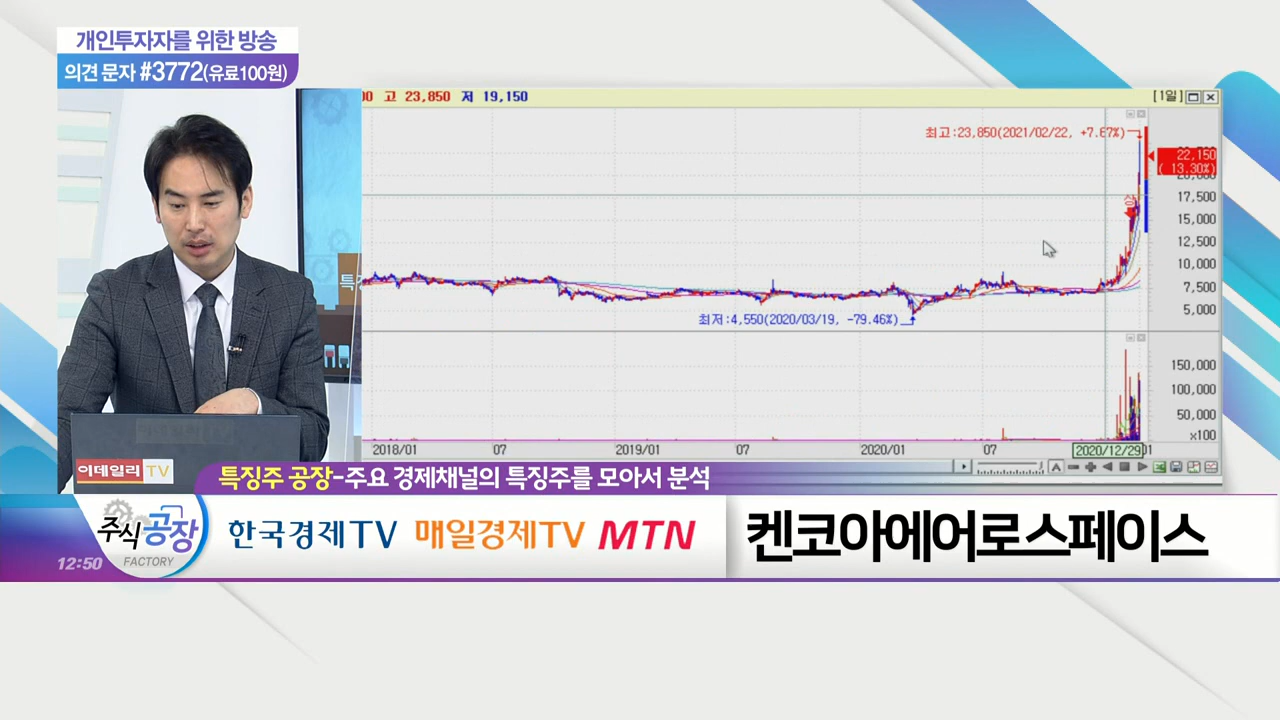 개인투자자를 위한 방송
의견 문자 #3772(유료100원)
고 23,850 저 19,150
[1일]
최고:23,850(2021/02/22, +7.67%)
22,150
( 13.30%)
17,500
15,000
12,500
10,000
7,500
5,000
최저:4,550(2020/03/19, -79.46%)
150,000
100,000
50,000
×100
2018/01 07 2019/01 07 2020/01 07 2020/12/29
이데일리 TV
특징주 공장-주요 경제채널의 특징주를 모아서 분석
주식공장
FACTORY
12:50
한국경제TV 매일경제TV MTN
켄코아에어로스페이스